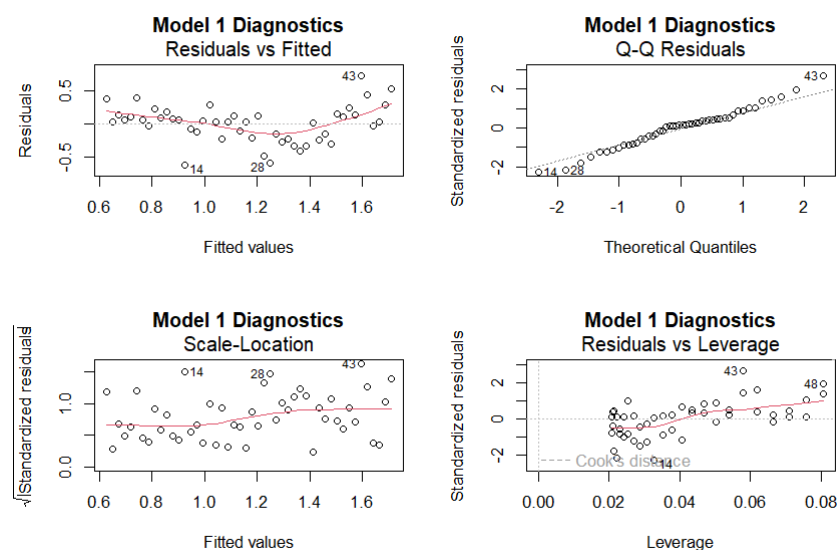 Model 1 Diagnostics
Residuals vs Fitted
Residuals
0.5
-0.5
43
14
28
0.6 0.8 1.0 1.2 1.4 1.6
Fitted values
Model 1 Diagnostics
Q-Q Residuals
Standardized residuals
2
0
-2
43
14
28
-2 -1 0 1 2
Theoretical Quantiles
Model 1 Diagnostics
Scale-Location
√|Standardized residuals
1.0
0.0
14
28
43
0.6 0.8 1.0 1.2 1.4 1.6
Fitted values
Model 1 Diagnostics
Residuals vs Leverage
Standardized residuals
2
0
-2
43
48
14
Cook's distance
0.00 0.02 0.04 0.06 0.08
Leverage